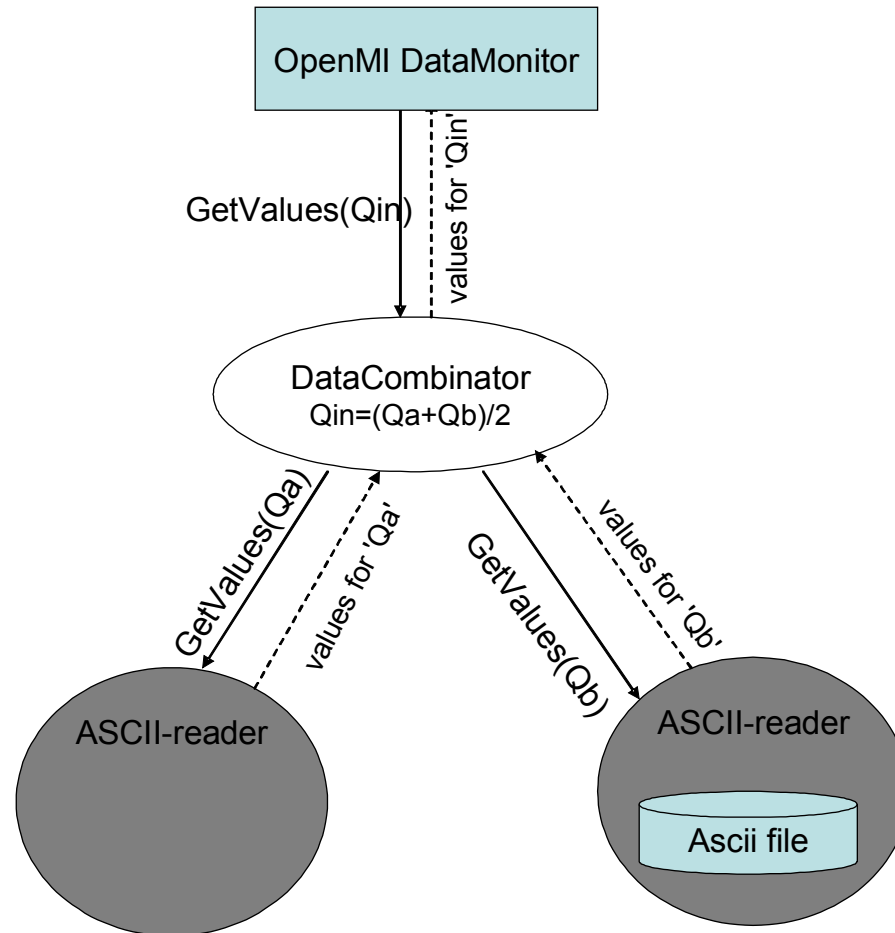 OpenMI DataMonitor
GetValues(Qin)
values for 'Qin'
DataCombinator
Qin=(Qa+Qb)/2
GetValues(Qa)
values for 'Qa'
GetValues(Qb)
values for 'Qb'
ASCII-reader
ASCII-reader
Ascii file